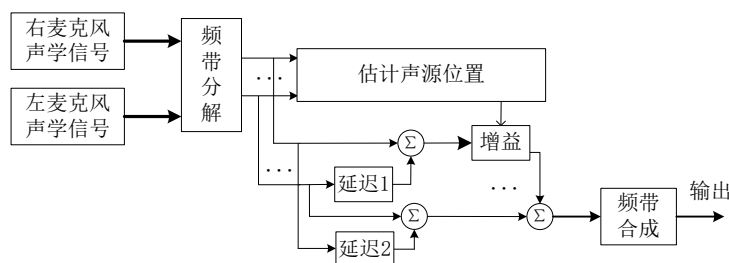 右麦克风
声学信号
左麦克风
声学信号
频
带
分
解
...
估计声源位置
Σ
增益
...
延迟1
...
Σ
Σ
延迟2
频带
合成
输出